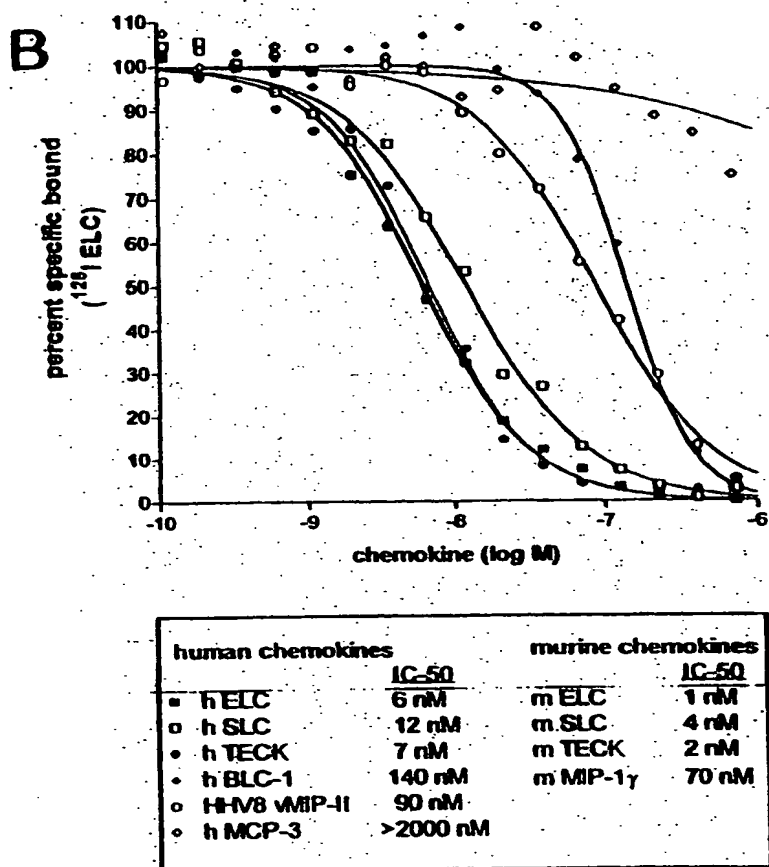 B
110
100
90
80
70
60
50
40
30
20
10
0
percent specific bound
(¹²⁵I ELC)
-10 -9 -8 -7 -6
chemokine (log M)
human chemokines murine chemokines
IC-50 IC-50
h ELC 6 nM m ELC 1 nM
h SLC 12 nM m SLC 4 nM
h TECK 7 nM m TECK 2 nM
h BLC-1 140 nM m MIP-1γ 70 nM
HHV8 vMIP-II 90 nM
h MCP-3 >2000 nM